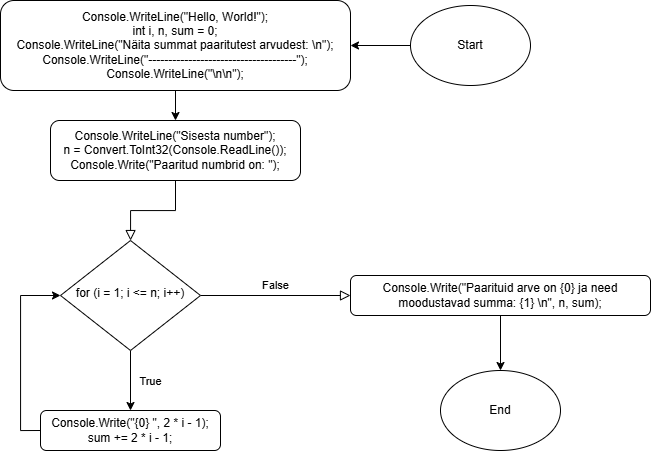 Start
Console.WriteLine("Hello, World!");
int i, n, sum = 0;
Console.WriteLine("Näita summat paaritutest arvudest: \n");
Console.WriteLine("-------------------------------------");
Console.WriteLine("\n\n");
Console.WriteLine("Sisesta number");
n = Convert.ToInt32(Console.ReadLine());
Console.Write("Paaritud numbrid on: ");
for (i = 1; i <= n; i++)
False
Console.Write("Paarituid arve on {0} ja need
moodustavad summa: {1} \n", n, sum);
True
Console.Write("{0} ", 2 * i - 1);
sum += 2 * i - 1;
End